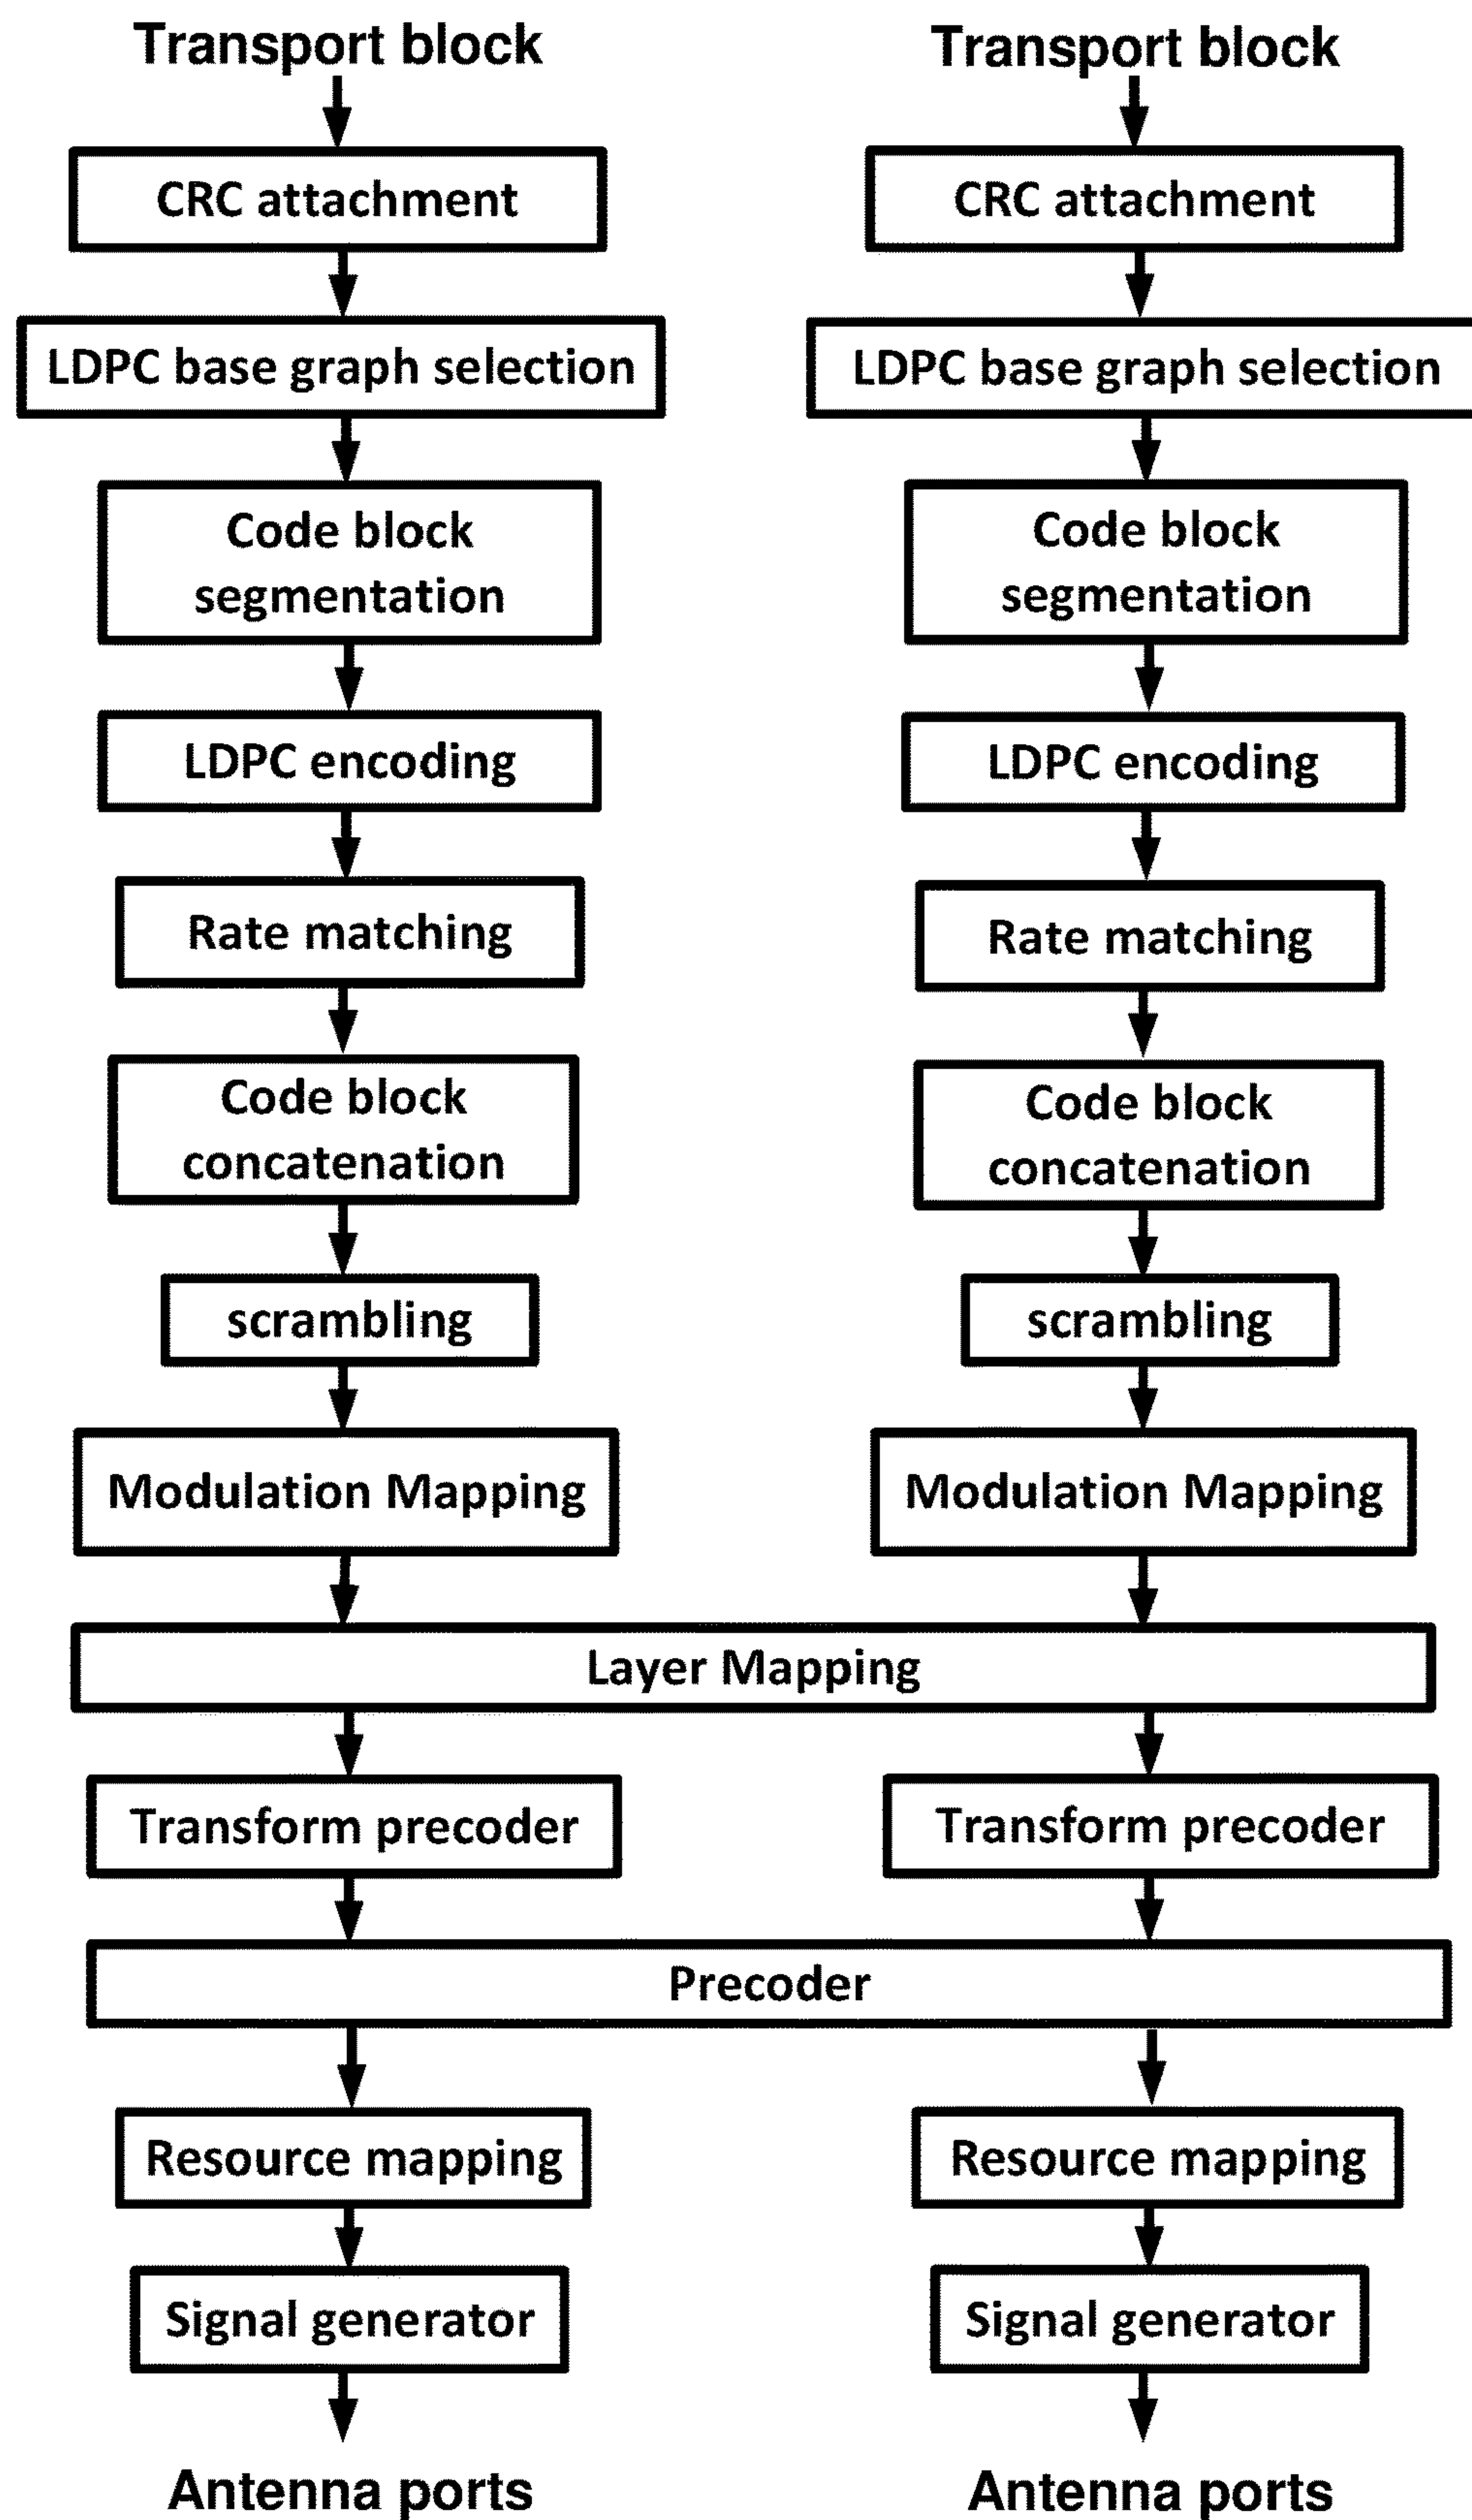 Transport block
Transport block
CRC attachment
CRC attachment
LDPC base graph selection
LDPC base graph selection
Code block
segmentation
Code block
segmentation
LDPC encoding
LDPC encoding
Rate matching
Rate matching
Code block
concatenation
Code block
concatenation
scrambling
scrambling
Modulation Mapping
Modulation Mapping
Layer Mapping
Transform precoder
Transform precoder
Precoder
Resource mapping
Resource mapping
Signal generator
Signal generator
Antenna ports
Antenna ports